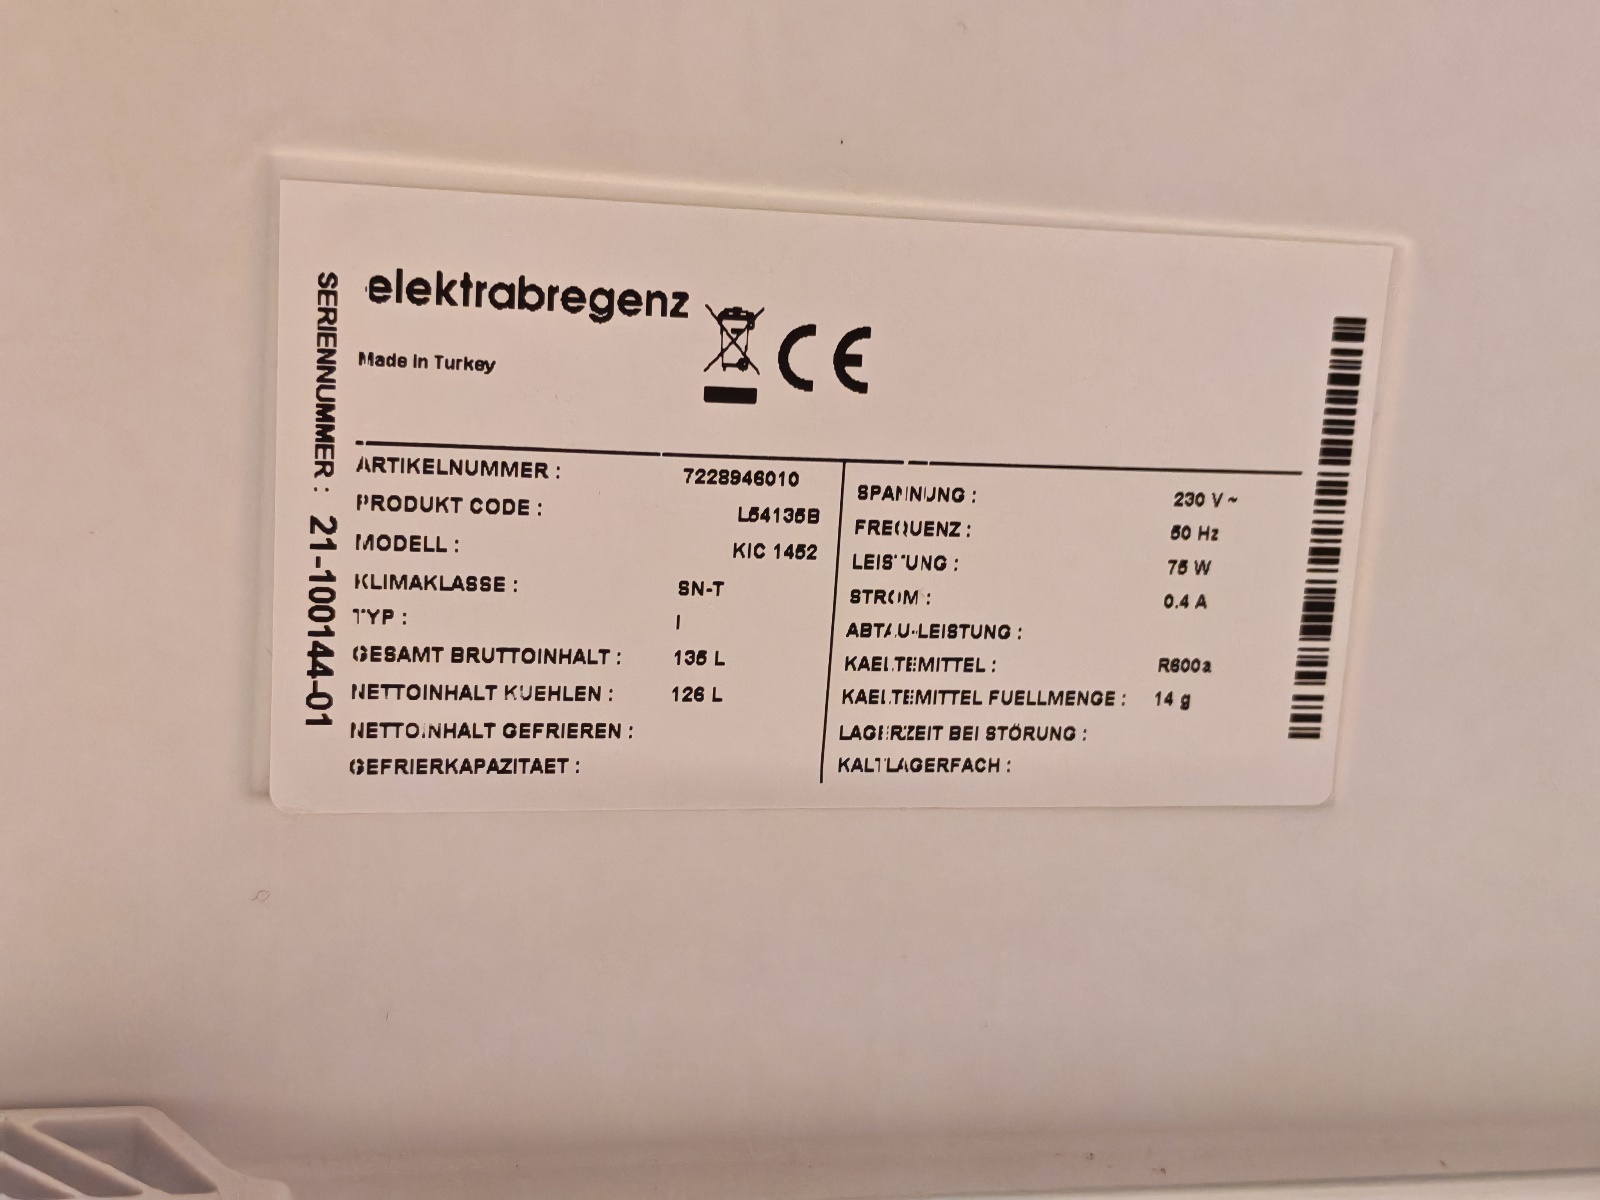 elektrabregenz
CE
Made in Turkey
SERIENNUMMER : 21-100144-01
ARTIKELNUMMER : 7228946010
PRODUKT CODE : L54135B
MODELL : KIC 1452
KLIMAKLASSE : SN-T
TYP : I
GESAMT BRUTTOINHALT : 135 L
NETTOINHALT KUEHLEN : 126 L
NETTOINHALT GEFRIEREN :
GEFRIERKAPAZITAET :
SPANNUNG : 230 V ~
FREQUENZ : 50 Hz
LEISTUNG : 75 W
STROM : 0.4 A
ABTAU-LEISTUNG :
KAELTEMITTEL : R600a
KAELTEMITTEL FUELLMENGE : 14 g
LAGERZEIT BEI STÖRUNG :
KALTLAGERFACH :